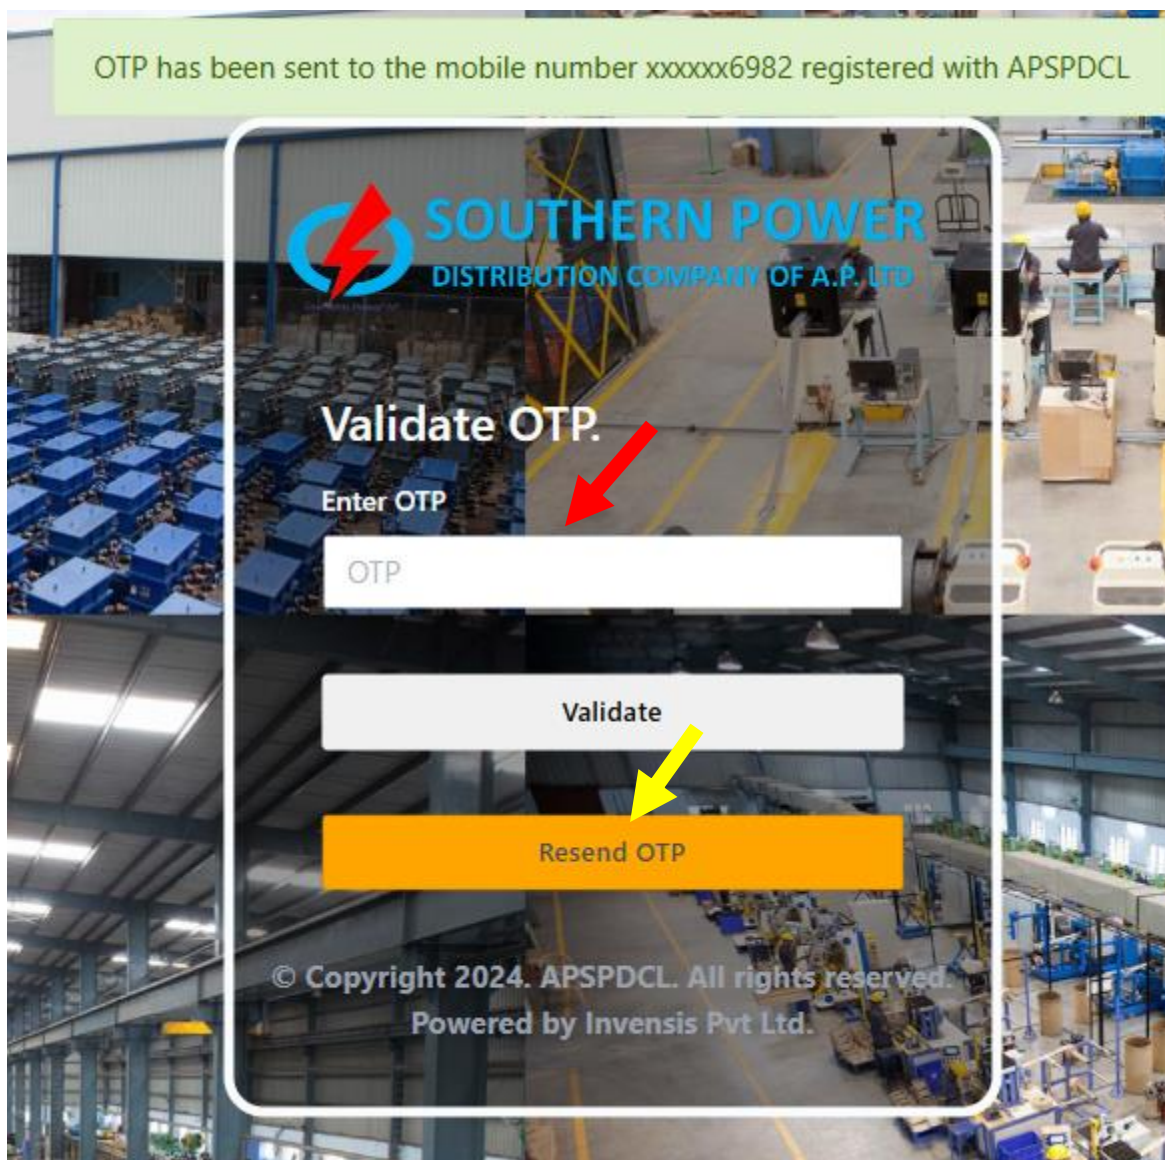 OTP has been sent to the mobile number xxxxxx6982 registered with APSPDCL
SOUTHERN POWER
DISTRIBUTION COMPANY OF A.P. LTD
Validate OTP.
Enter OTP
OTP
Validate
Resend OTP
© Copyright 2024. APSPDCL. All rights reserved.
Powered by Invensis Pvt Ltd.